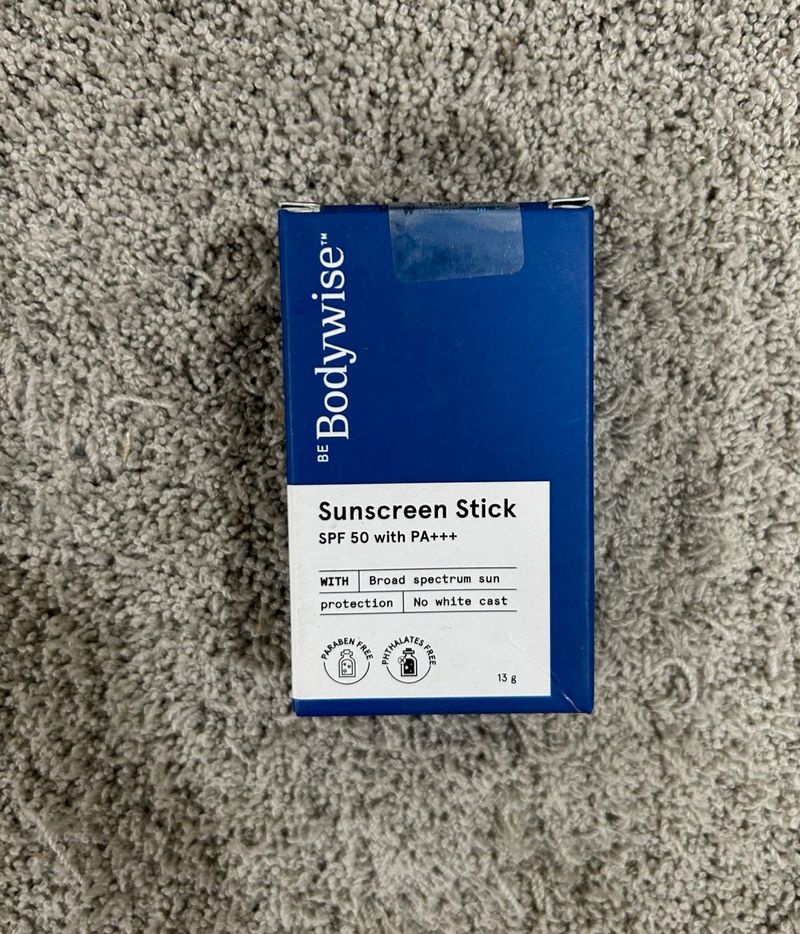 BE Bodywise™
Sunscreen Stick
SPF 50 with PA+++
WITH Broad spectrum sun
protection No white cast
PARABEN FREE
PHTHALATES FREE
13 g